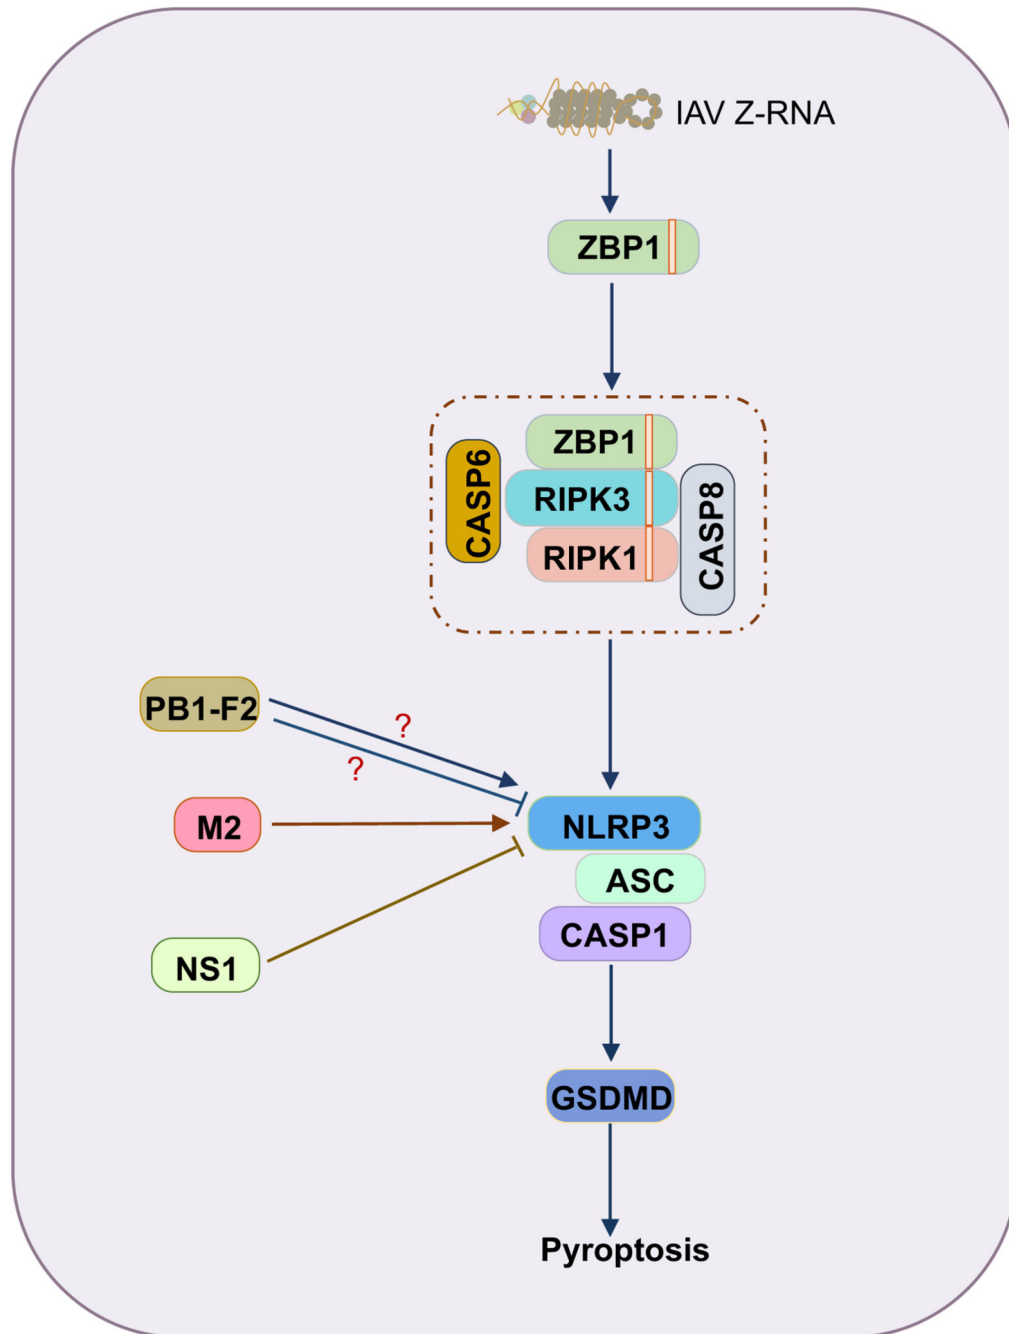 IAV Z-RNA
ZBP1
ZBP1
CASP6
RIPK3
CASP8
RIPK1
PB1-F2
?
?
M2
NLRP3
ASC
CASP1
NS1
GSDMD
Pyroptosis